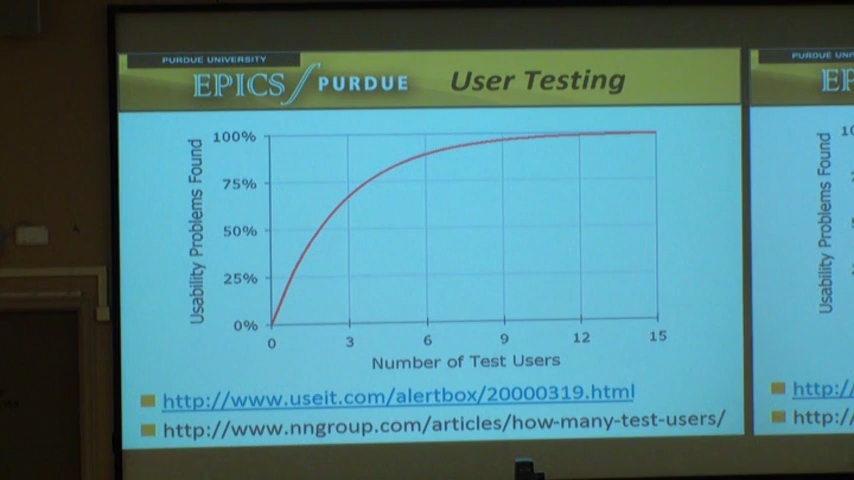 PURDUE UNIVERSITY
EPICS PURDUE User Testing
Usability Problems Found
100%
75%
50%
25%
0%
0 3 6 9 12 15
Number of Test Users
http://www.useit.com/alertbox/20000319.html
http://www.nngroup.com/articles/how-many-test-users/
PURDUE UNI
EP
Usability Problems Found
10
http:/
http:/